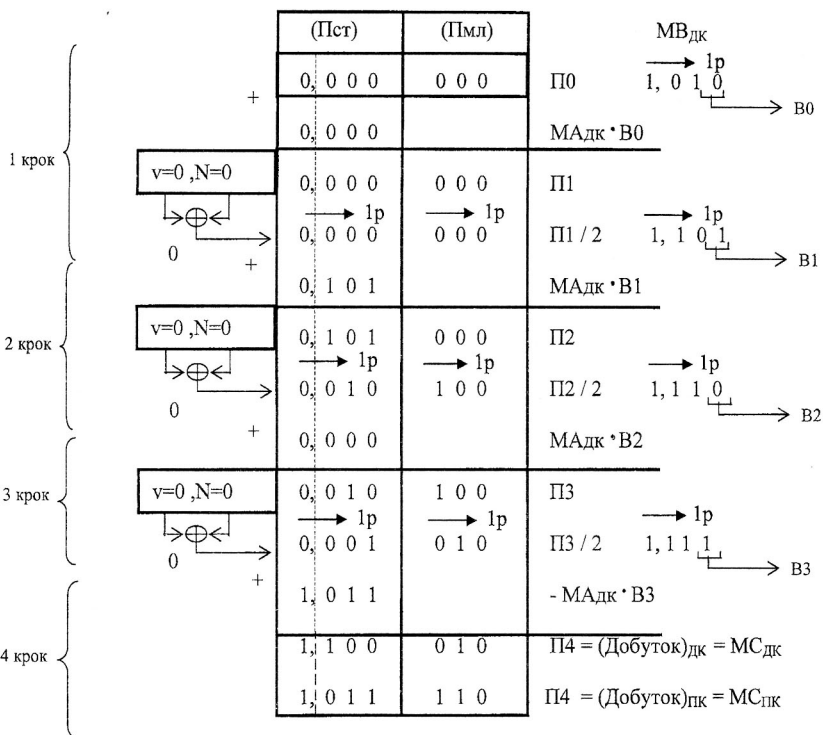 (Пст) (Пмл) МВДК
1р
0, 0 0 0 0 0 0 П0 1, 0 1 0
+ В0
0, 0 0 0 МАдк · В0
1 крок
v=0 ,N=0 0, 0 0 0 0 0 0 П1
1р 1р 1р
0 0, 0 0 0 0 0 0 П1 / 2 1, 1 0 1
+ В1
0, 1 0 1 МАдк · В1
2 крок
v=0 ,N=0 0, 1 0 1 0 0 0 П2
1р 1р 1р
0 0, 0 1 0 1 0 0 П2 / 2 1, 1 1 0
+ В2
0, 0 0 0 МАдк · В2
3 крок
v=0 ,N=0 0, 0 1 0 1 0 0 П3
1р 1р 1р
0 0, 0 0 1 0 1 0 П3 / 2 1, 1 1 1
+ В3
1, 0 1 1 - МАдк · В3
4 крок
1, 1 0 0 0 1 0 П4 = (Добуток)ДК = МСДК
1, 0 1 1 1 1 0 П4 = (Добуток)ПК = МСПК